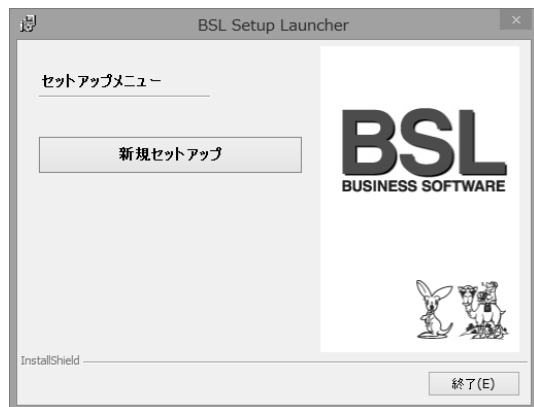 BSL Setup Launcher
セットアップメニュー
新規セットアップ
BSL
BUSINESS SOFTWARE
InstallShield
終了(E)